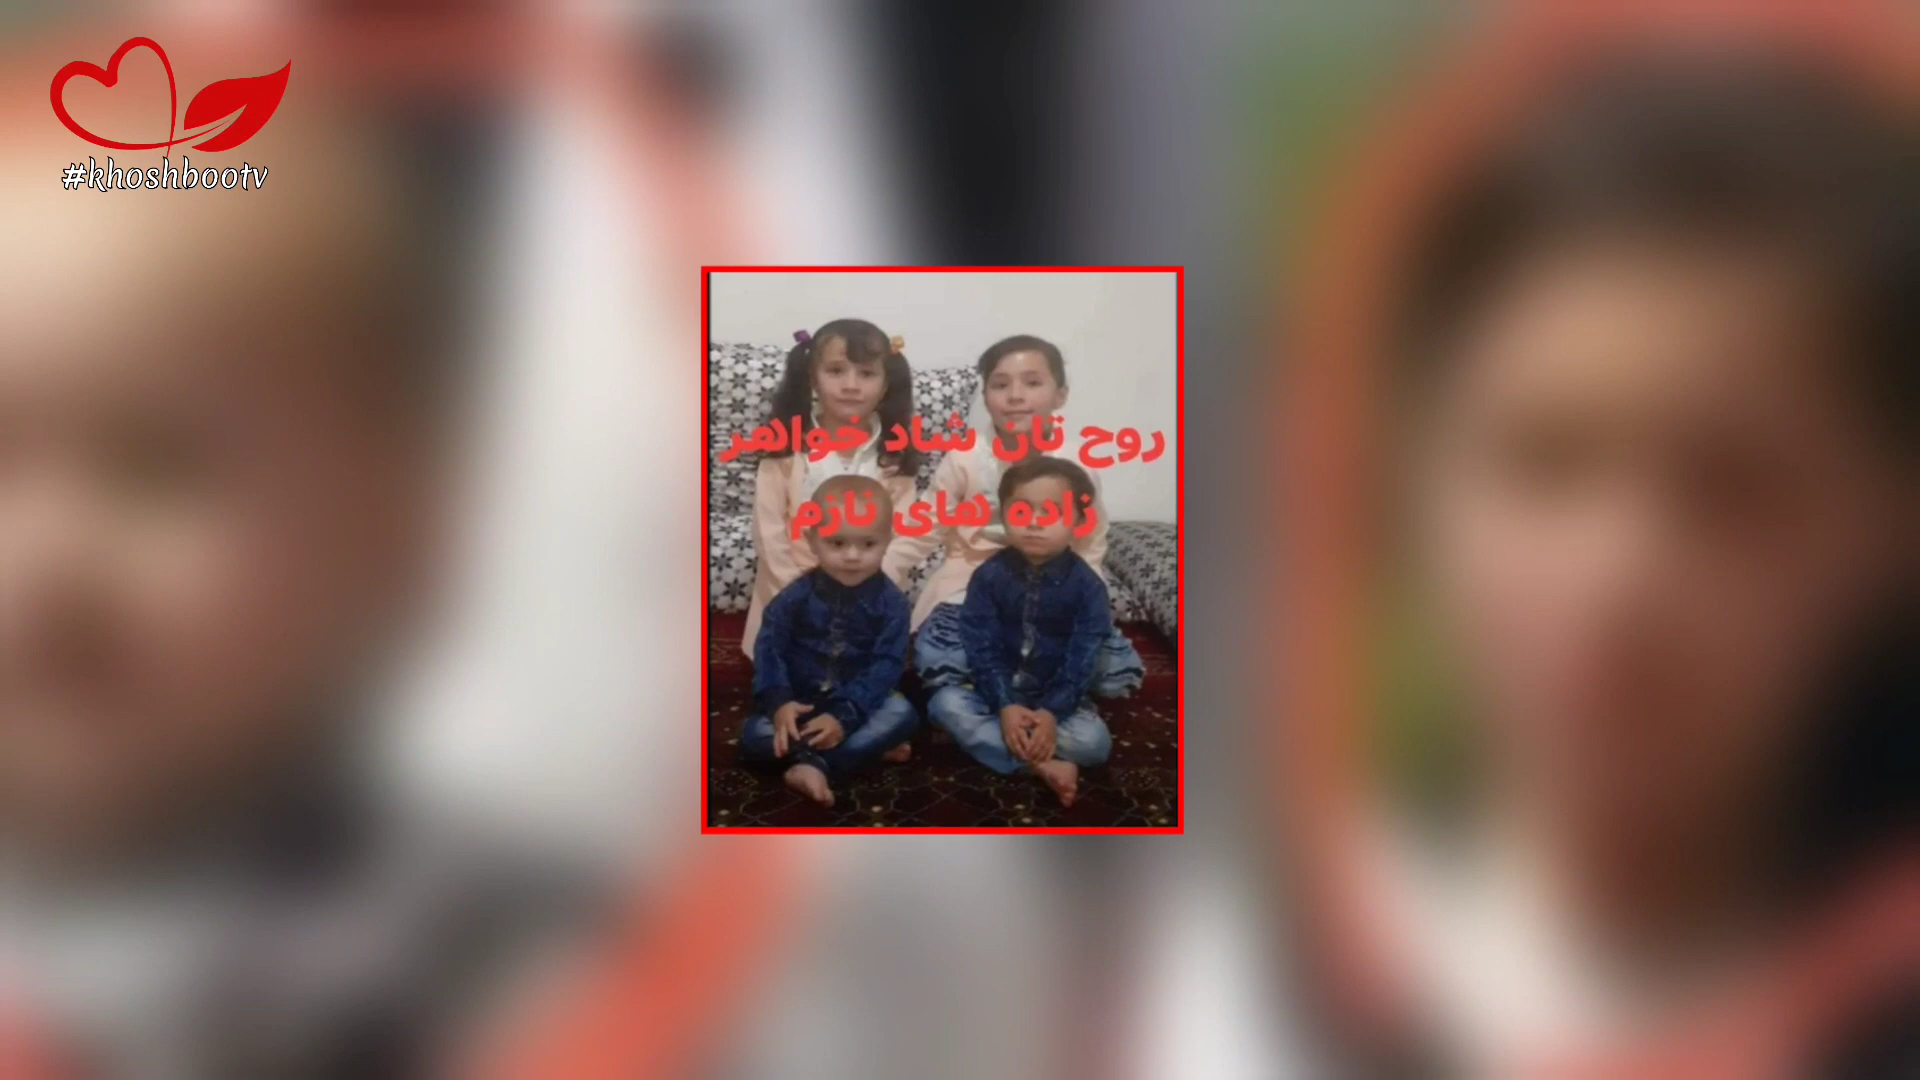 #khoshbootv
روح تان شاد خواهر
زاده های نازم